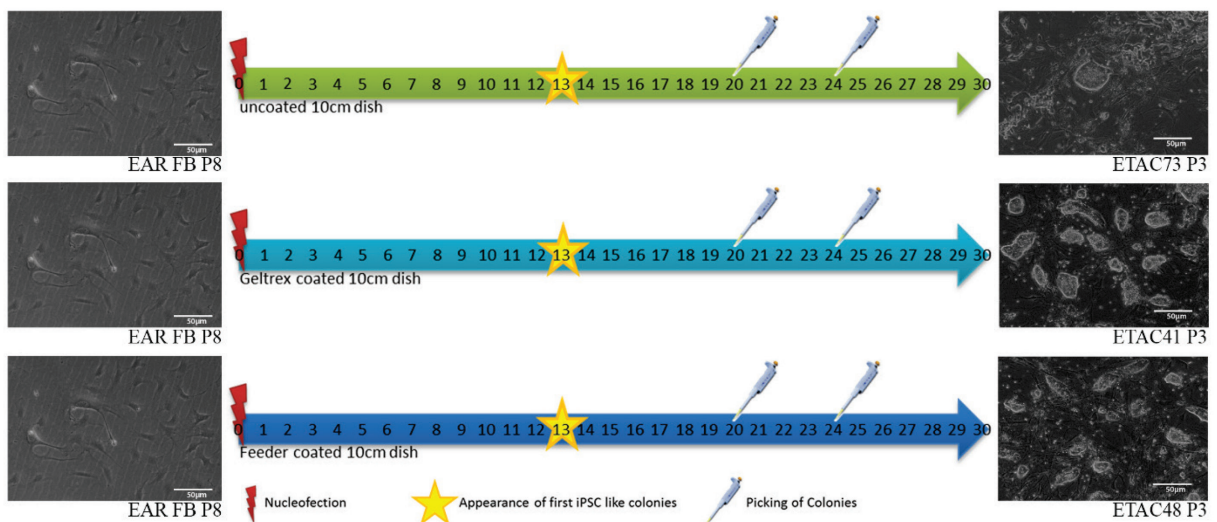 0 1 2 3 4 5 6 7 8 9 10 11 12 13 14 15 16 17 18 19 20 21 22 23 24 25 26 27 28 29 30
uncoated 10cm dish
50µm
50µm
EAR FB P8
ETAC73 P3
0 1 2 3 4 5 6 7 8 9 10 11 12 13 14 15 16 17 18 19 20 21 22 23 24 25 26 27 28 29 30
Geltrex coated 10cm dish
50µm
50µm
EAR FB P8
ETAC41 P3
0 1 2 3 4 5 6 7 8 9 10 11 12 13 14 15 16 17 18 19 20 21 22 23 24 25 26 27 28 29 30
Feeder coated 10cm dish
50µm
50µm
EAR FB P8
ETAC48 P3
Nucleofection
Appearance of first iPSC like colonies
Picking of Colonies